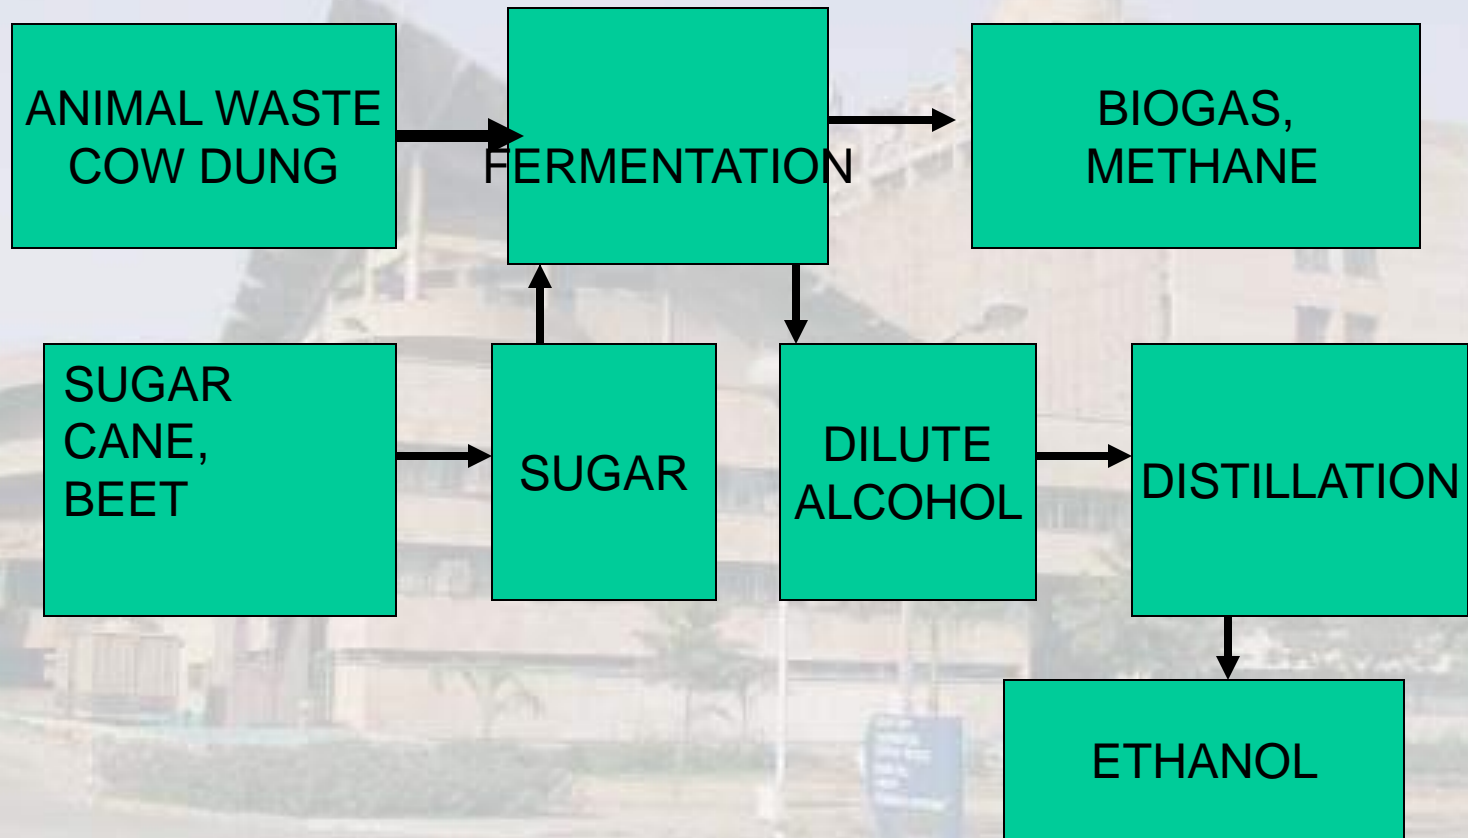 ANIMAL WASTE
COW DUNG
FERMENTATION
BIOGAS,
METHANE
SUGAR
CANE,
BEET
SUGAR
DILUTE
ALCOHOL
DISTILLATION
ETHANOL